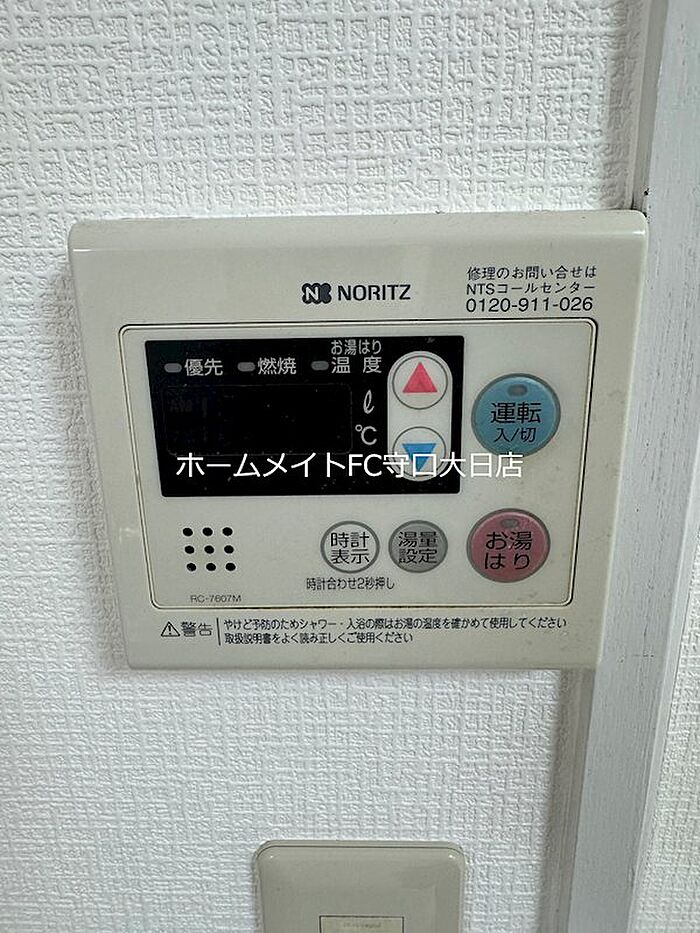 修理のお問い合せは
NORITZ NTSコールセンター
0120-911-026
お湯はり
優先 燃焼 温度
ℓ
℃
運転
入/切
ホームメイトFC守口大日店
時計
表示
湯量
設定
お湯
はり
時計合わせ2秒押し
RC-7607M
警告 やけど予防のためシャワー・入浴の際はお湯の温度を確かめて使用してください
取扱説明書をよく読み正しくご使用ください